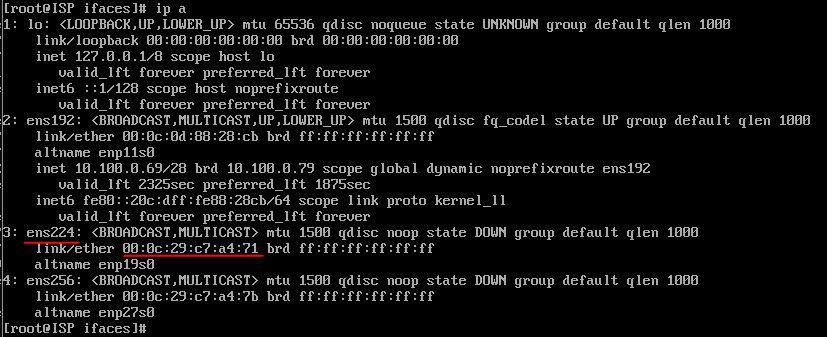 [root@ISP ifaces]# ip a
1: lo: <LOOPBACK,UP,LOWER_UP> mtu 65536 qdisc noqueue state UNKNOWN group default qlen 1000
link/loopback 00:00:00:00:00:00 brd 00:00:00:00:00:00
inet 127.0.0.1/8 scope host lo
valid_lft forever preferred_lft forever
inet6 ::1/128 scope host noprefixroute
valid_lft forever preferred_lft forever
2: ens192: <BROADCAST,MULTICAST,UP,LOWER_UP> mtu 1500 qdisc fq_codel state UP group default qlen 1000
link/ether 00:0c:0d:88:28:cb brd ff:ff:ff:ff:ff:ff
altname enp11s0
inet 10.100.0.69/28 brd 10.100.0.79 scope global dynamic noprefixroute ens192
valid_lft 2325sec preferred_lft 1875sec
inet6 fe80::20c:dff:fe88:28cb/64 scope link proto kernel_ll
valid_lft forever preferred_lft forever
3: ens224: <BROADCAST,MULTICAST> mtu 1500 qdisc noop state DOWN group default qlen 1000
link/ether 00:0c:29:c7:a4:71 brd ff:ff:ff:ff:ff:ff
altname enp19s0
4: ens256: <BROADCAST,MULTICAST> mtu 1500 qdisc noop state DOWN group default qlen 1000
link/ether 00:0c:29:c7:a4:7b brd ff:ff:ff:ff:ff:ff
altname enp27s0
[root@ISP ifaces]#